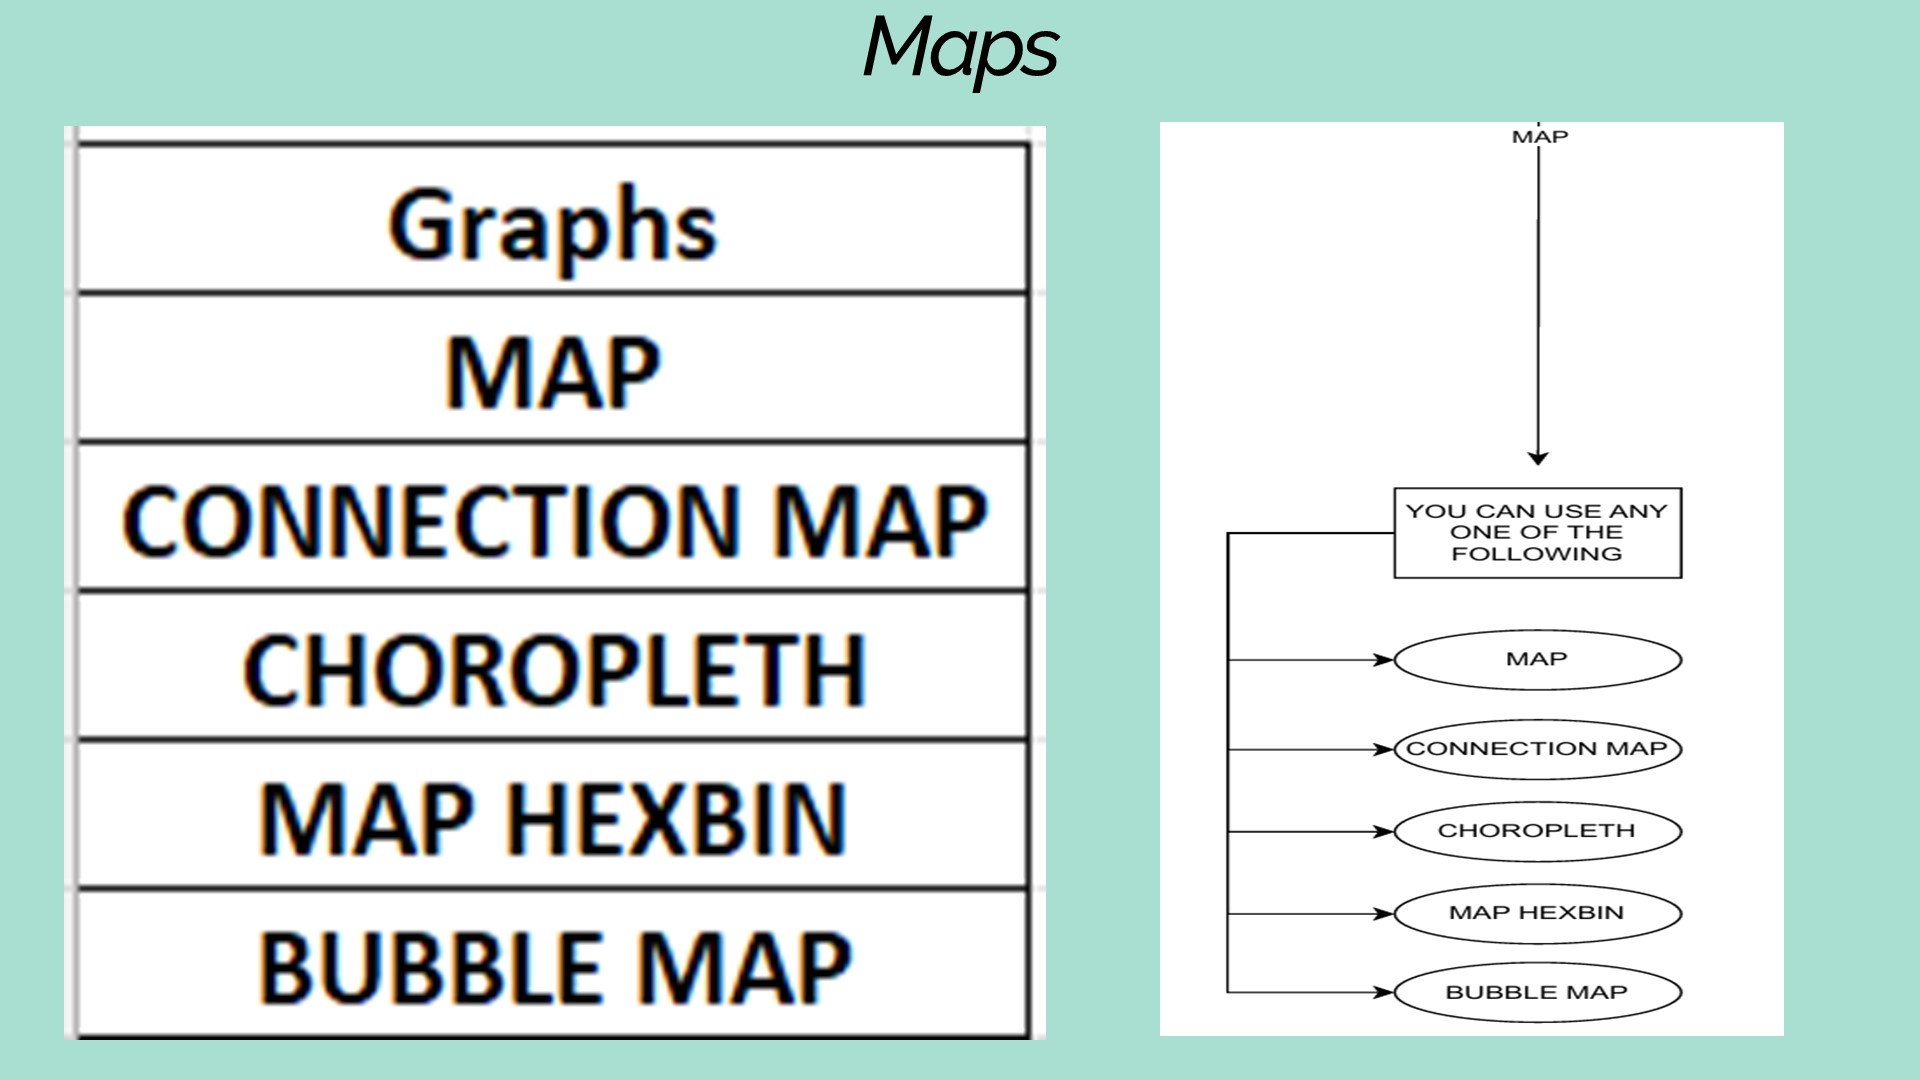 Maps
Graphs
MAP
CONNECTION MAP
CHOROPLETH
MAP HEXBIN
BUBBLE MAP
MAP
YOU CAN USE ANY
ONE OF THE
FOLLOWING
MAP
CONNECTION MAP
CHOROPLETH
MAP HEXBIN
BUBBLE MAP